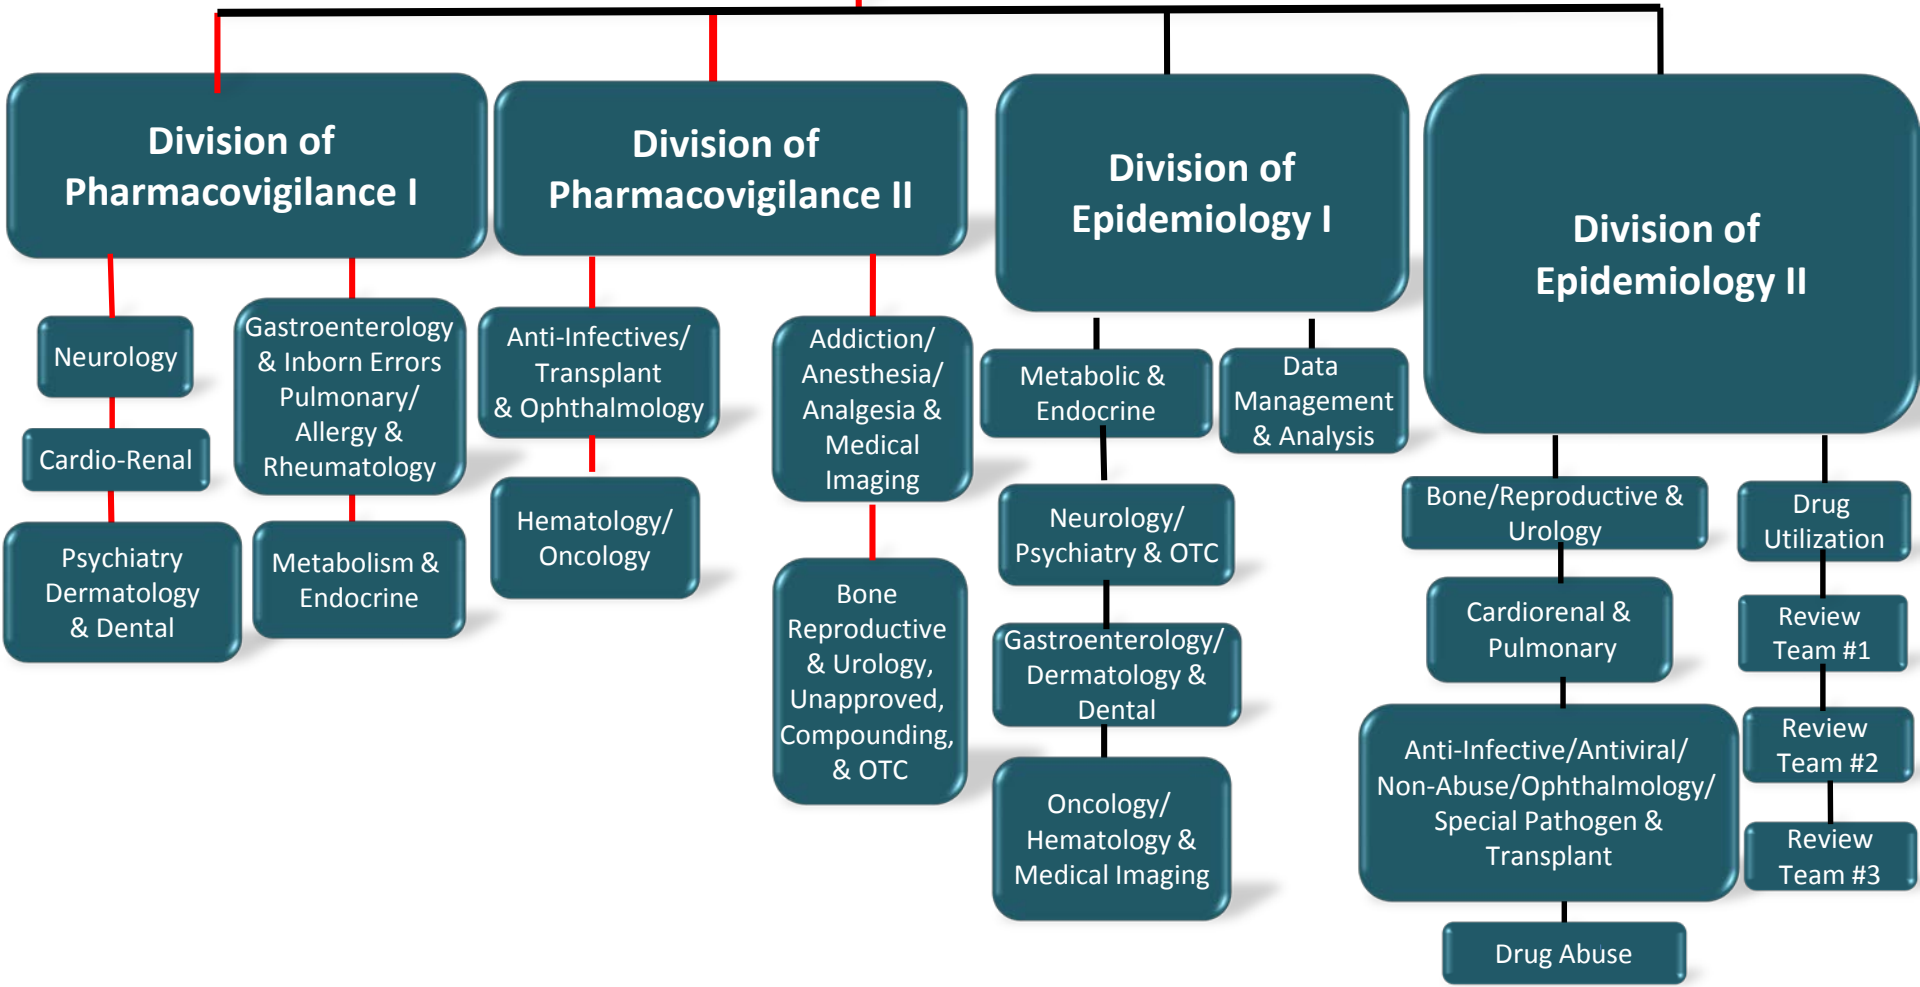 Division of
Pharmacovigilance I
Neurology
Cardio-Renal
Psychiatry
Dermatology
& Dental
Gastroenterology
& Inborn Errors
Pulmonary/
Allergy &
Rheumatology
Metabolism &
Endocrine
Division of
Pharmacovigilance II
Anti-Infectives/
Transplant
& Ophthalmology
Hematology/
Oncology
Addiction/
Anesthesia/
Analgesia &
Medical
Imaging
Bone
Reproductive
& Urology,
Unapproved,
Compounding,
& OTC
Division of
Epidemiology I
Metabolic &
Endocrine
Neurology/
Psychiatry & OTC
Gastroenterology/
Dermatology &
Dental
Oncology/
Hematology &
Medical Imaging
Data
Management
& Analysis
Division of
Epidemiology II
Bone/Reproductive &
Urology
Cardiorenal &
Pulmonary
Anti-Infective/Antiviral/
Non-Abuse/Ophthalmology/
Special Pathogen &
Transplant
Drug Abuse
Drug
Utilization
Review
Team #1
Review
Team #2
Review
Team #3